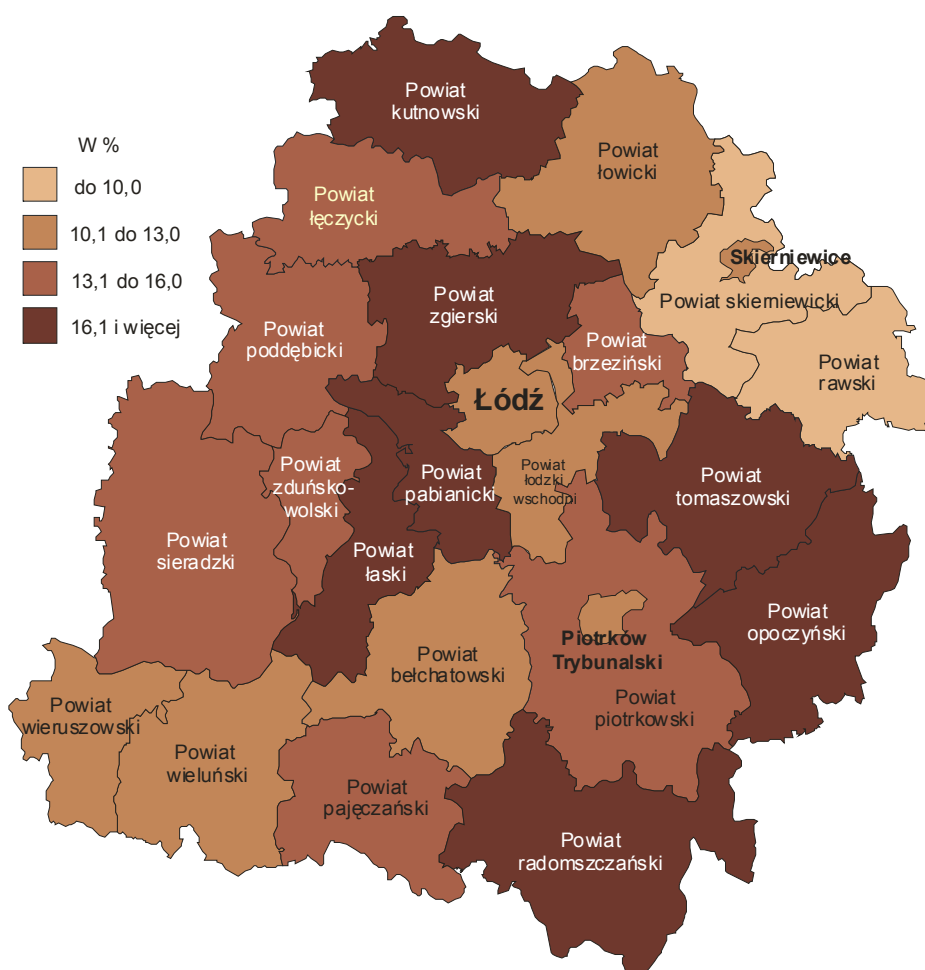 W %
do 10,0
10,1 do 13,0
13,1 do 16,0
16,1 i więcej
Powiat
kutnowski
Powiat
łowicki
Powiat
łęczycki
Skierniewice
Powiat skierniewicki
Powiat
zgierski
Powiat
poddębicki
Powiat
brzeziński
Powiat
rawski
Łódź
Powiat
zduńsko-
wolski
Powiat
pabianicki
Powiat
łodzki
wschodni
Powiat
tomaszowski
Powiat
sieradzki
Powiat
łaski
Powiat
opoczyński
Piotrków
Trybunalski
Powiat
bełchatowski
Powiat
piotrkowski
Powiat
wieruszowski
Powiat
wieluński
Powiat
pajęczański
Powiat
radomszczański